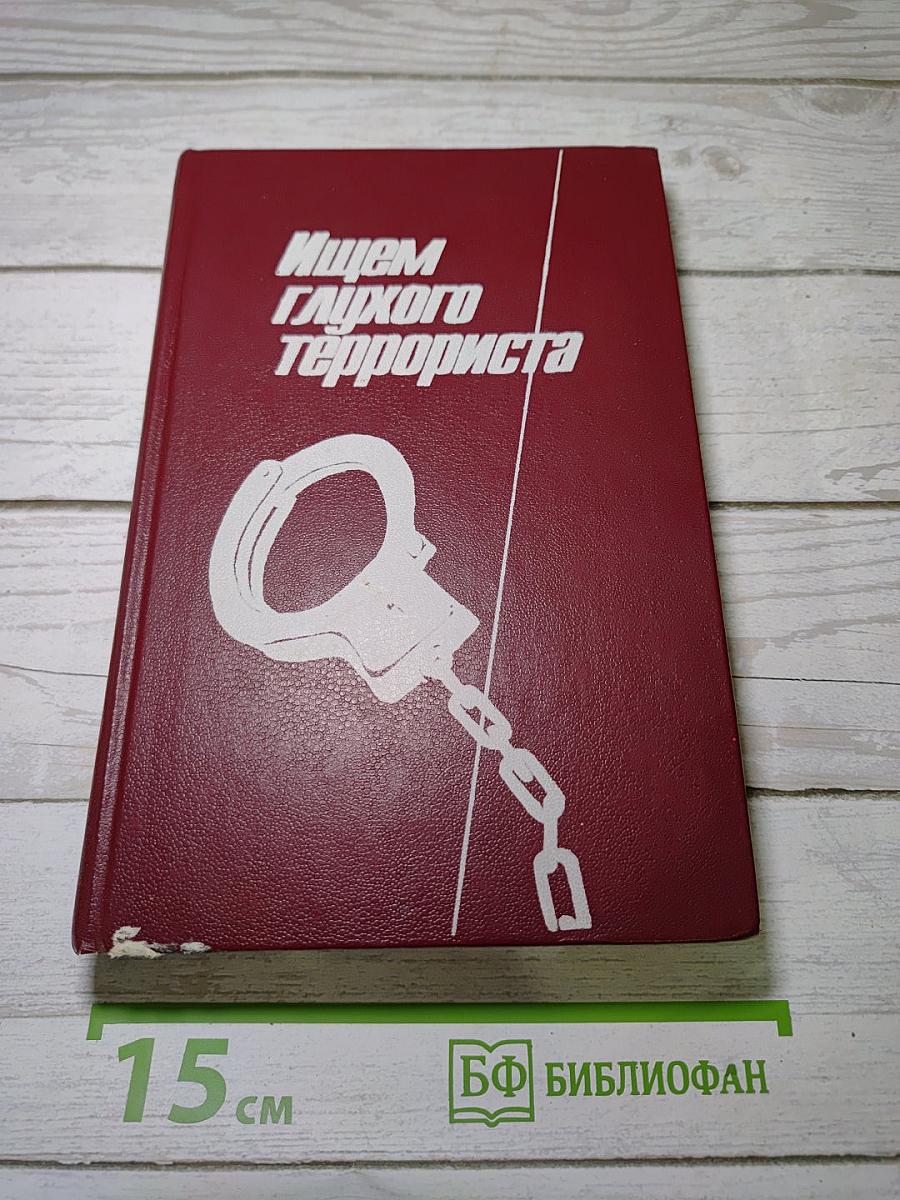 Ищем
глухого
террориста
15 см
БФ БИБЛИОФАН